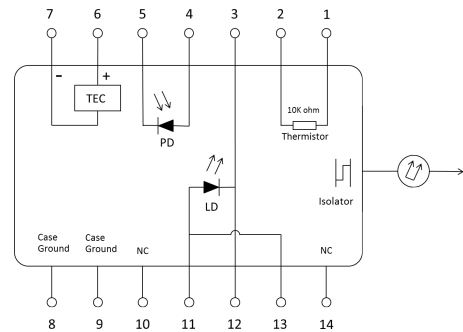 7 6 5 4 3 2 1
- +
TEC
10K ohm
Thermistor
PD
LD
Isolator
Case Ground
Case Ground
NC
NC
8 9 10 11 12 13 14